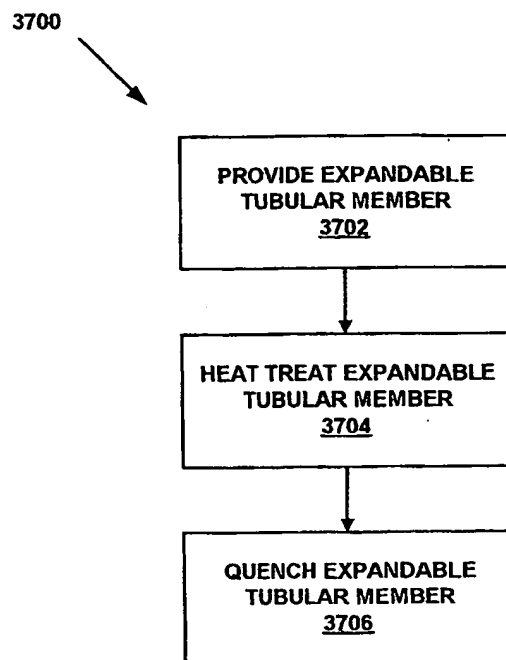 3700
PROVIDE EXPANDABLE
TUBULAR MEMBER
3702
HEAT TREAT EXPANDABLE
TUBULAR MEMBER
3704
QUENCH EXPANDABLE
TUBULAR MEMBER
3706